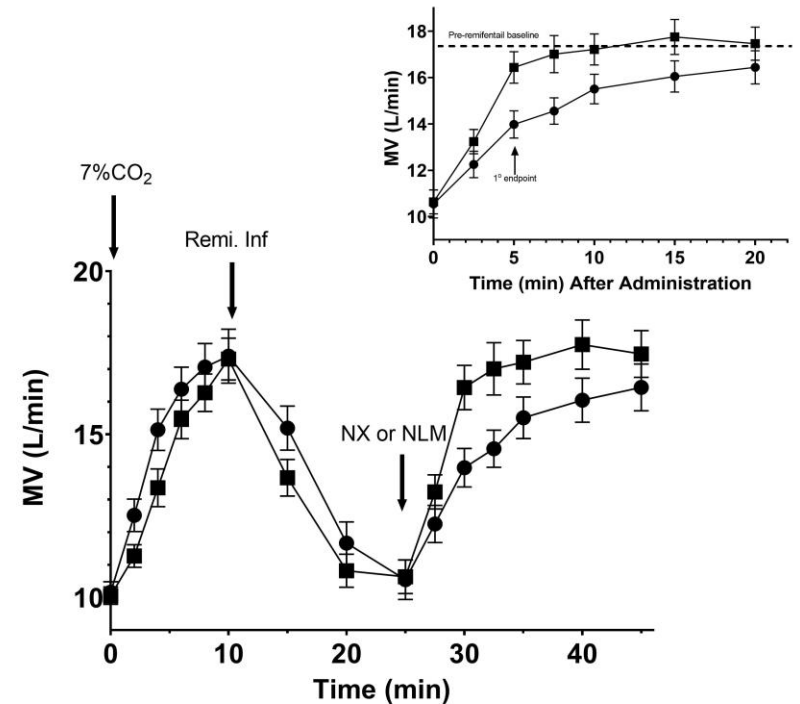 18
Pre-remifentail baseline
16
MV (L/min)
14
12
1° endpoint
10
0 5 10 15 20
Time (min) After Administration
7%CO2
Remi. Inf
20
NX or NLM
15
MV (L/min)
10
0 10 20 30 40
Time (min)